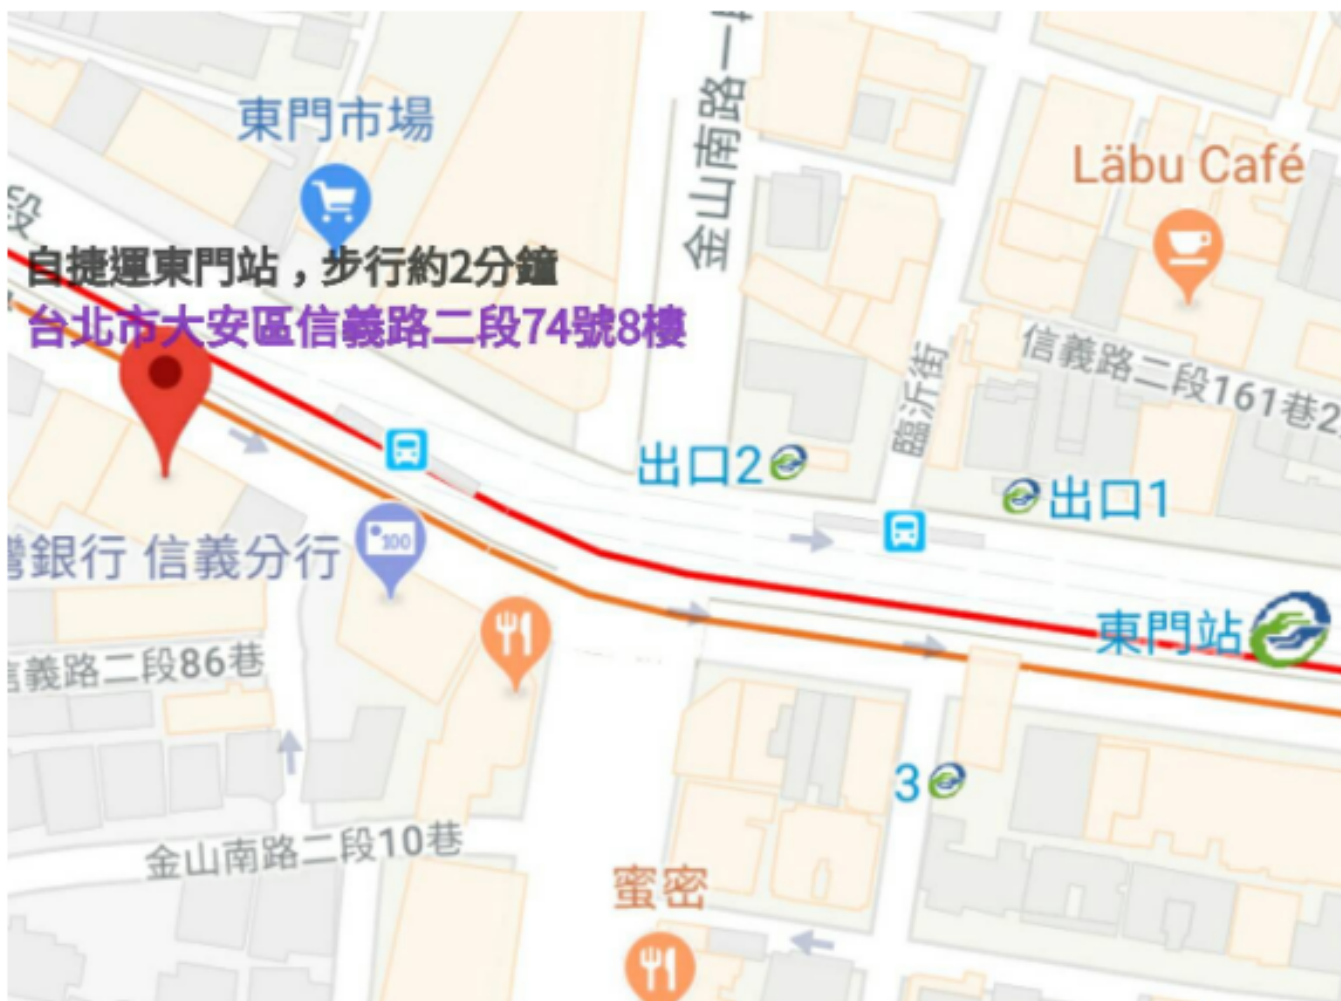 金山南路一段
東門市場
Läbu Café
段
自捷運東門站，步行約2分鐘
台北市大安區信義路二段74號8樓
信義路二段161巷2
臨沂街
出口2
出口1
100
灣銀行 信義分行
東門站
信義路二段86巷
3
金山南路二段10巷
蜜密